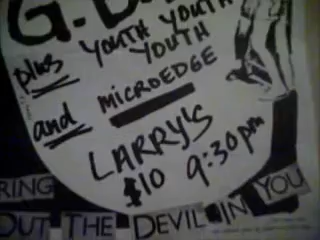 G.
plus YOUTH YOUTH
YOUTH
and MICROEDGE
LARRY'S
$10 9:30pm
RING
OUT THE DEVIL IN YOU